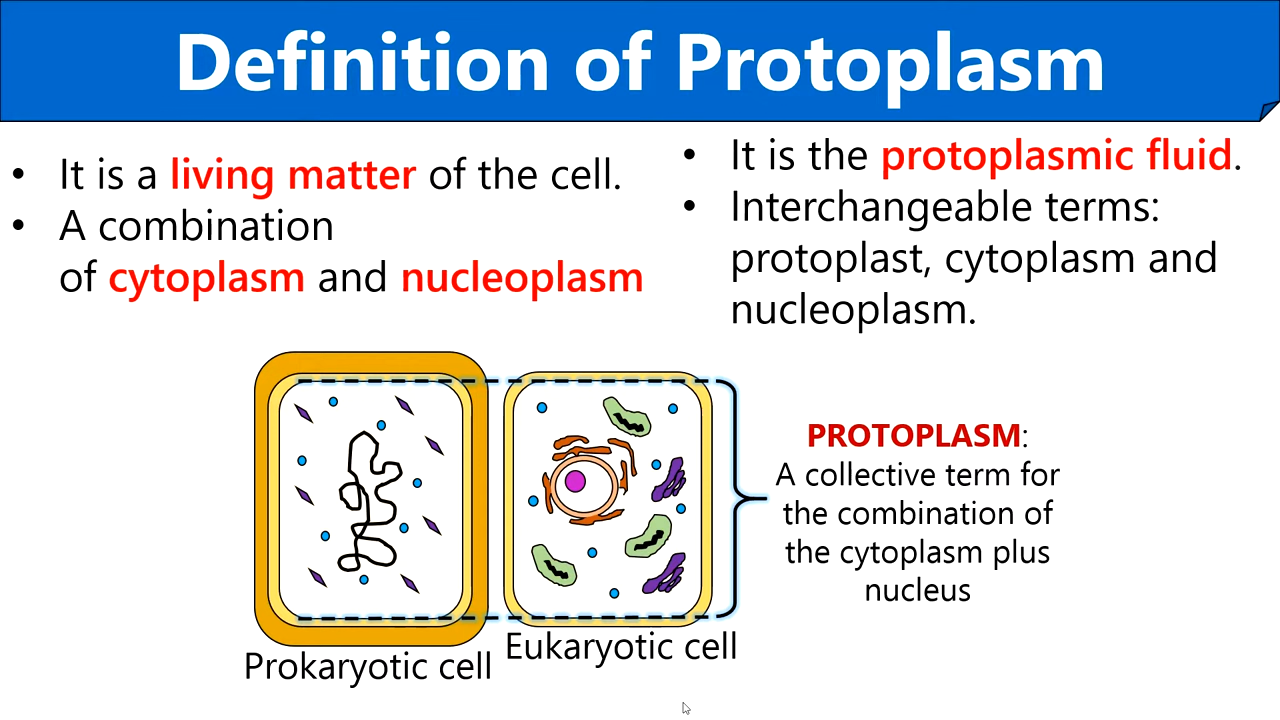 Definition of Protoplasm
• It is a living matter of the cell.
• A combination
of cytoplasm and nucleoplasm
• It is the protoplasmic fluid.
• Interchangeable terms:
protoplast, cytoplasm and
nucleoplasm.
PROTOPLASM:
A collective term for
the combination of
the cytoplasm plus
nucleus
Prokaryotic cell
Eukaryotic cell